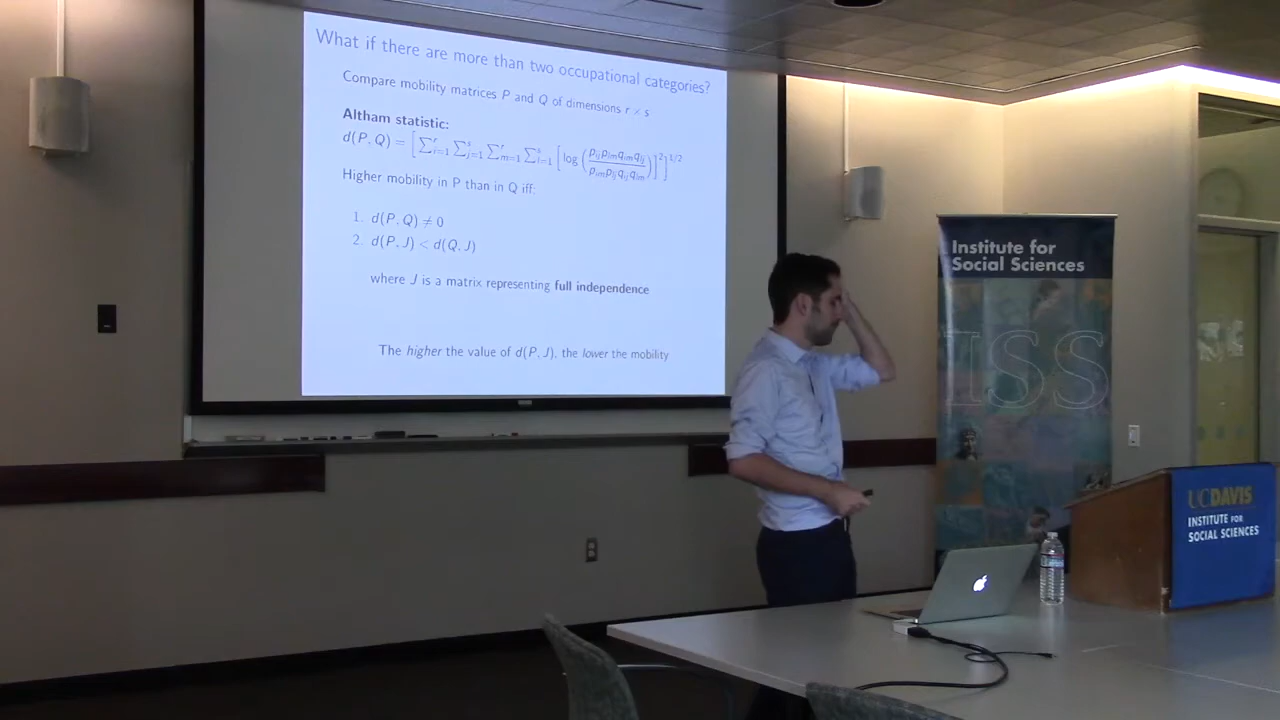 What if there are more than two occupational categories?
Compare mobility matrices P and Q of dimensions r × s
Altham statistic:
d(P, Q) = [∑ʳᵢ₌₁ ∑ˢⱼ₌₁ ∑ʳₘ₌₁ ∑ˢₗ₌₁ [log (pᵢⱼpₗₘqᵢₘqₗⱼ / pᵢₘpₗⱼqᵢⱼqₗₘ)]²]¹/²
Higher mobility in P than in Q iff:
1. d(P, Q) ≠ 0
2. d(P, J) < d(Q, J)
where J is a matrix representing full independence
The higher the value of d(P, J), the lower the mobility
Institute for
Social Sciences
ISS
UCDAVIS
INSTITUTE FOR
SOCIAL SCIENCES